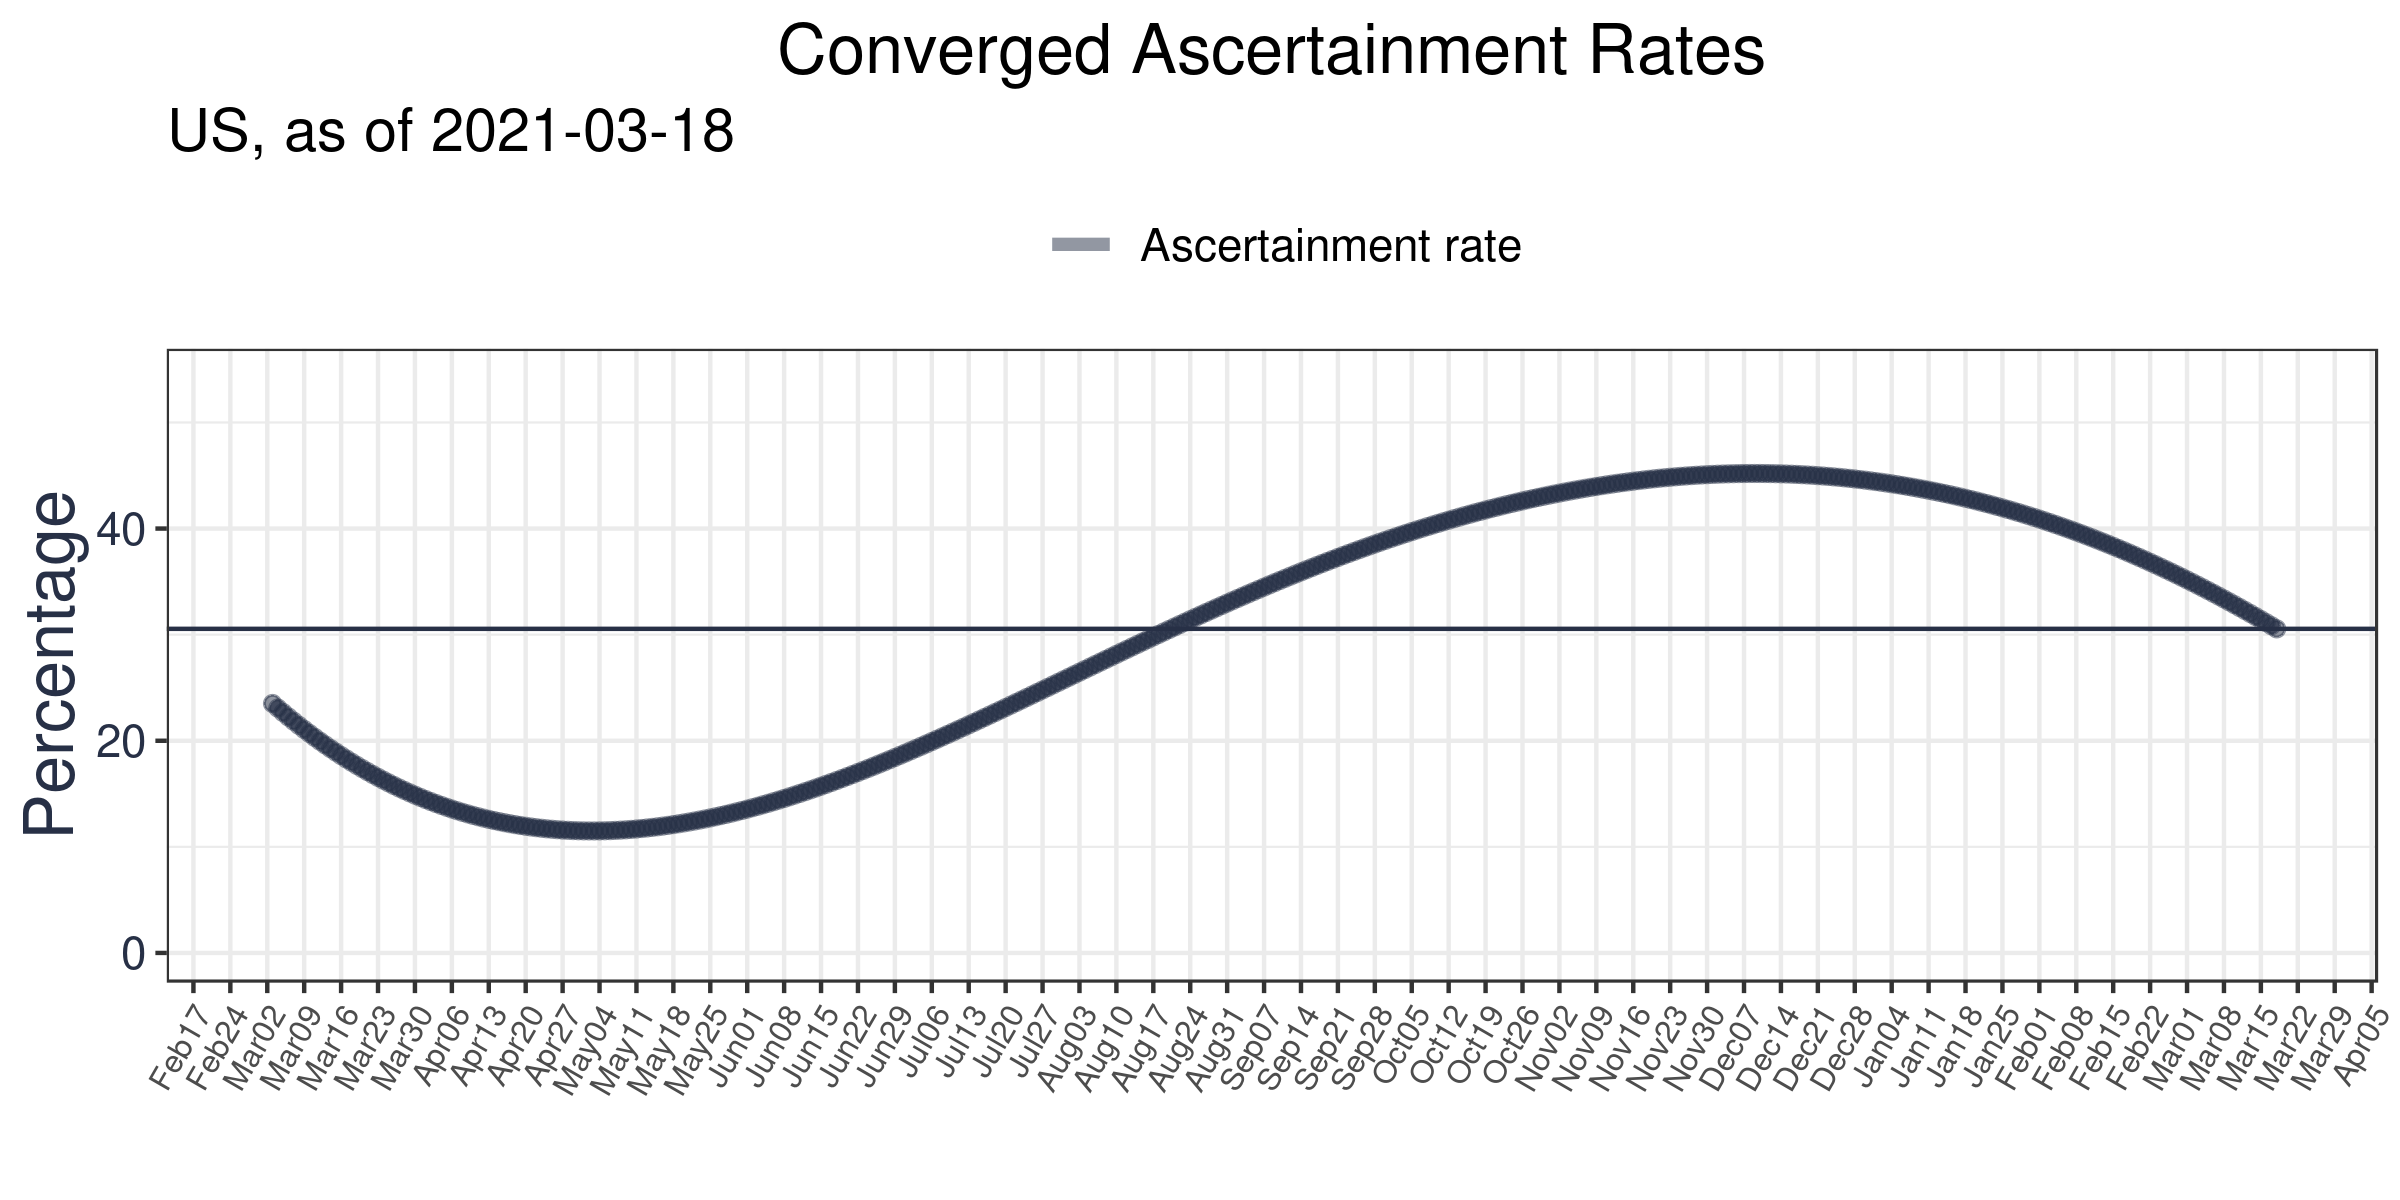 Converged Ascertainment Rates
US, as of 2021-03-18
Ascertainment rate
Percentage
40
20
0
Feb17 Feb24 Mar02 Mar09 Mar16 Mar23 Mar30 Apr06 Apr13 Apr20 Apr27 May04 May11 May18 May25 Jun01 Jun08 Jun15 Jun22 Jun29 Jul06 Jul13 Jul20 Jul27 Aug03 Aug10 Aug17 Aug24 Aug31 Sep07 Sep14 Sep21 Sep28 Oct05 Oct12 Oct19 Oct26 Nov02 Nov09 Nov16 Nov23 Nov30 Nov07 Dec14 Dec21 Dec28 Dec04 Jan11 Jan18 Jan25 Feb01 Feb08 Feb15 Feb22 Mar01 Mar08 Mar15 Mar22 Mar29 Apr05